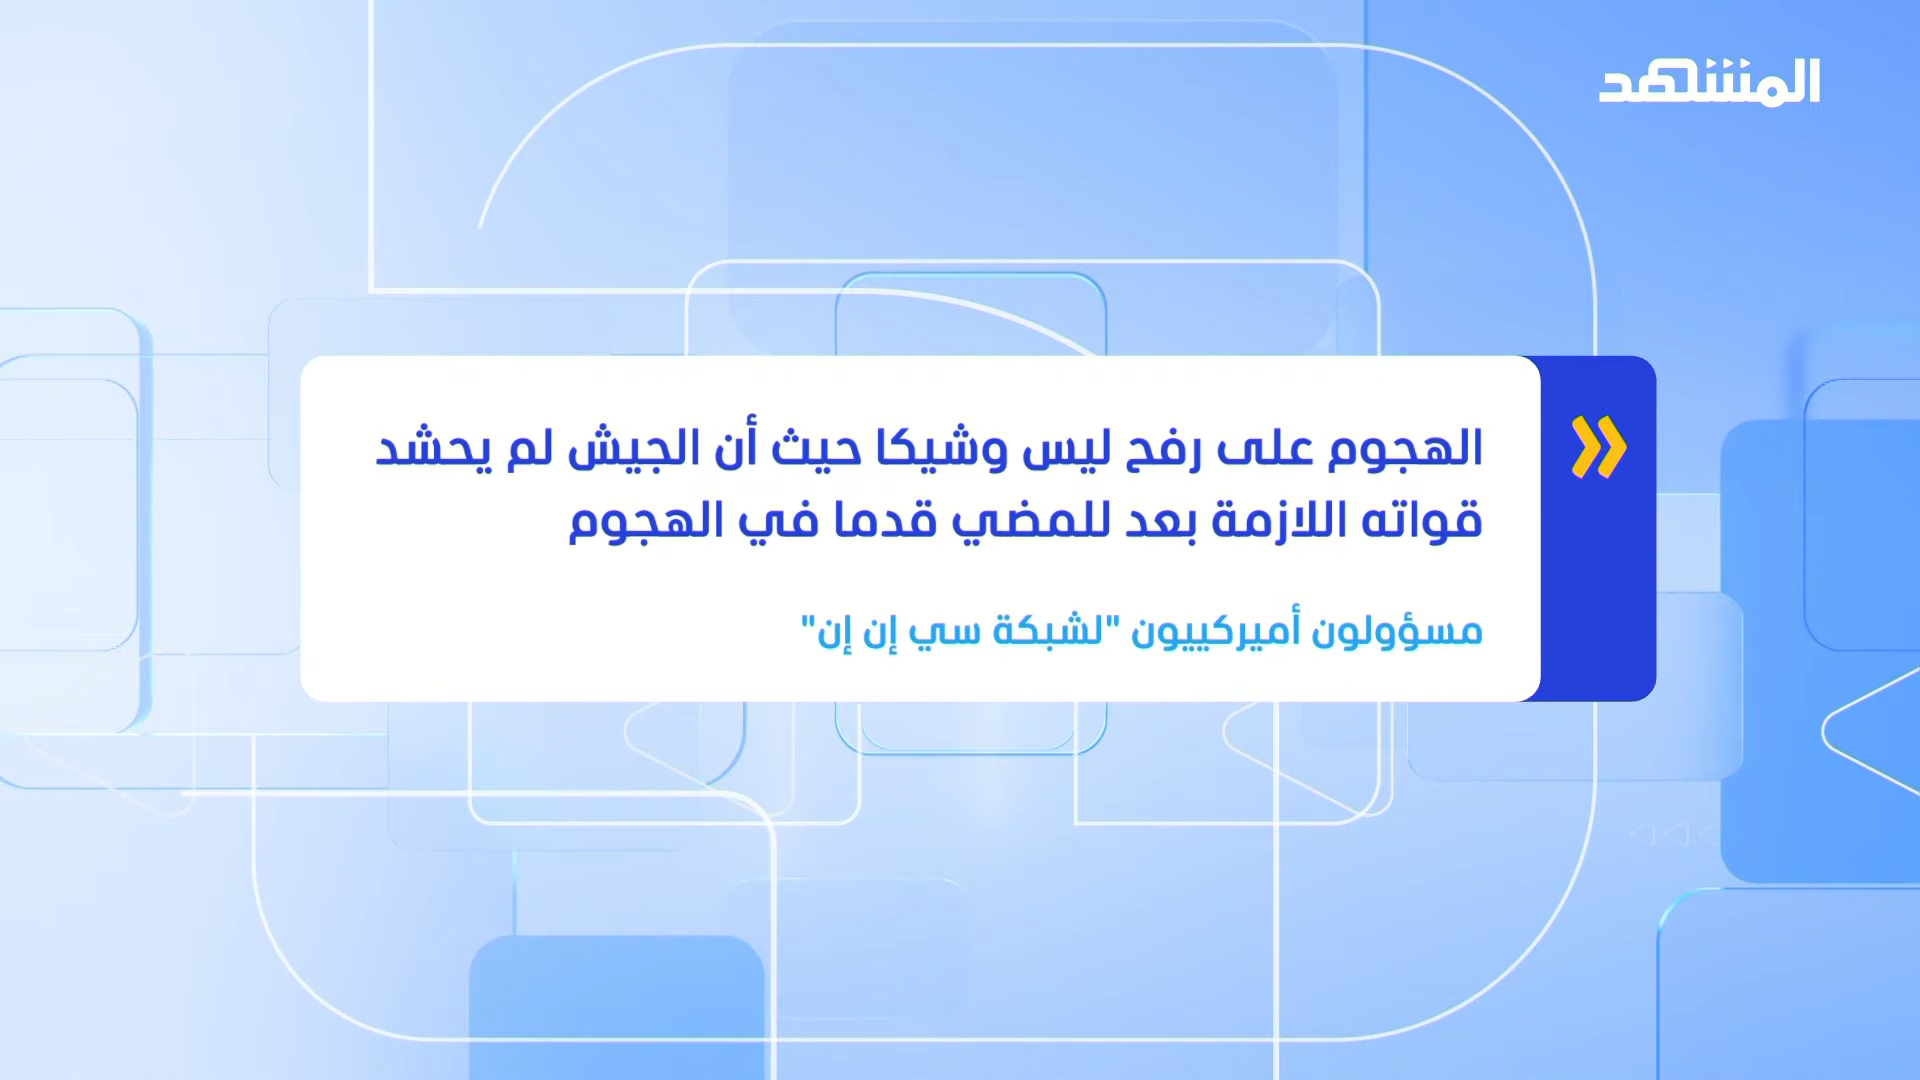 المشهد
الهجوم على رفح ليس وشيكا حيث أن الجيش لم يحشد
قواته اللازمة بعد للمضي قدما في الهجوم
مسؤولون أميركييون "لشبكة سي إن إن"